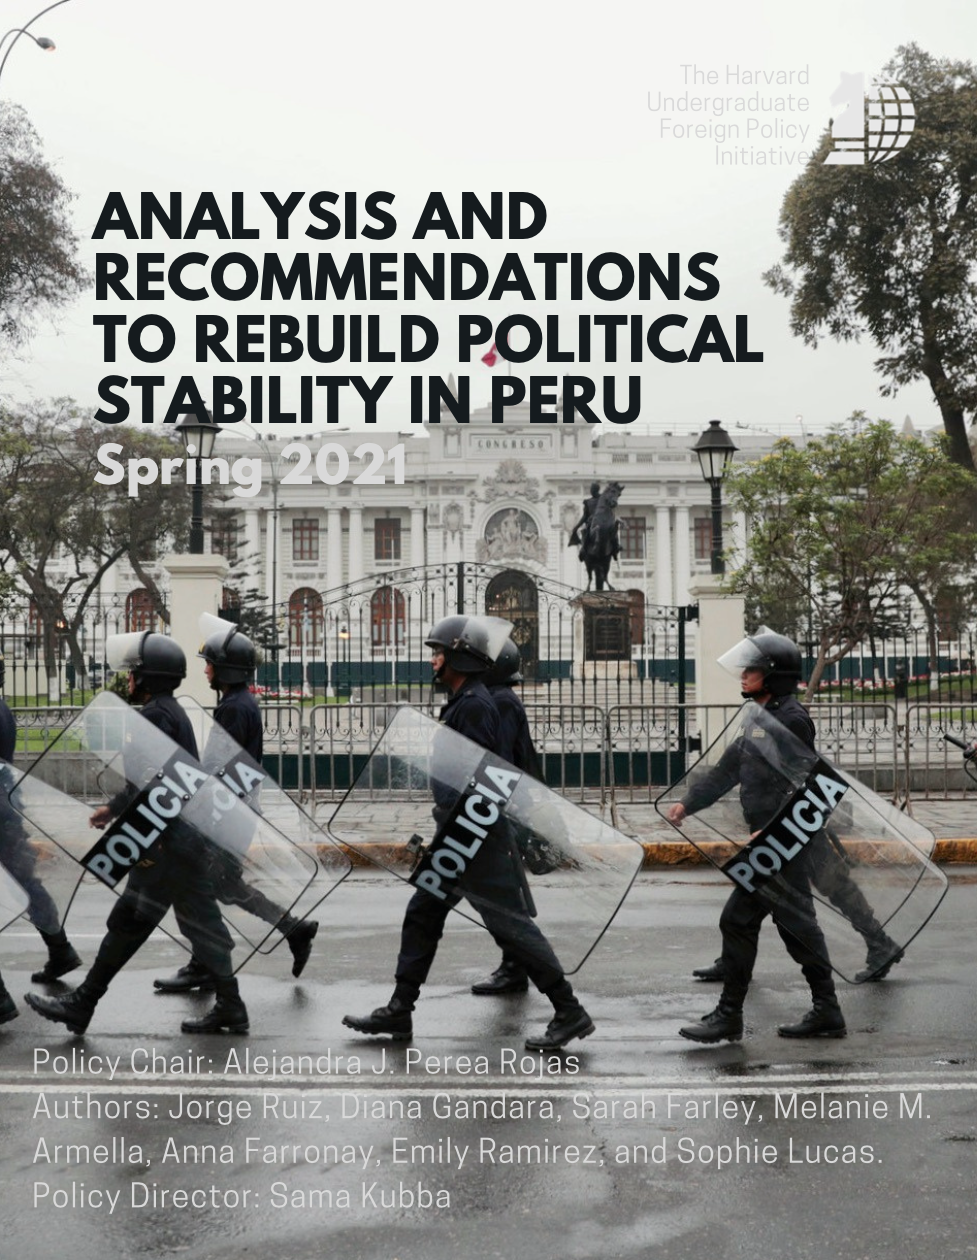 The Harvard
Undergraduate
Foreign Policy
Initiative
ANALYSIS AND
RECOMMENDATIONS
TO REBUILD POLITICAL
STABILITY IN PERU
Spring 2021
CONGRESO
POLICIA
POLICIA
POLICIA
Policy Chair: Alejandra J. Perea Rojas
Authors: Jorge Ruiz, Diana Gandara, Sarah Farley, Melanie M.
Armella, Anna Farronay, Emily Ramirez, and Sophie Lucas.
Policy Director: Sama Kubba